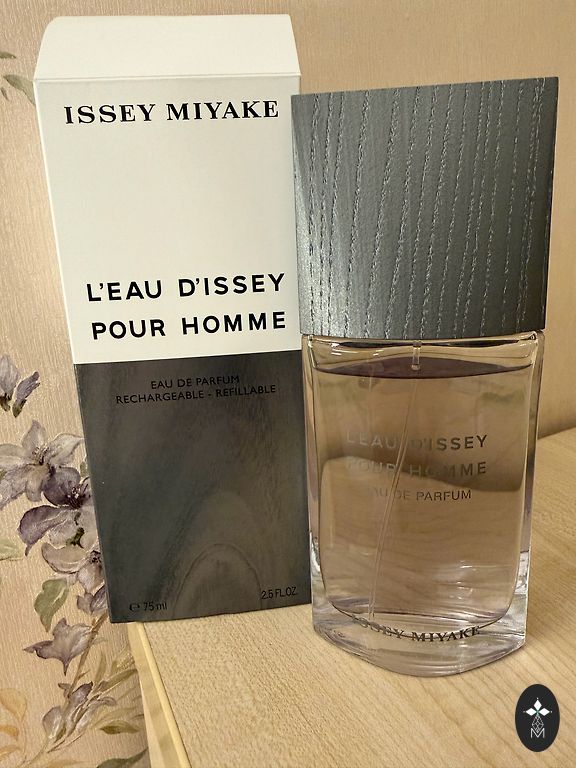 ISSEY MIYAKE
L'EAU D'ISSEY
POUR HOMME
EAU DE PARFUM
RECHARGEABLE - REFILLABLE
℮ 75 ml
2.5 FL.OZ.
L'EAU D'ISSEY
POUR HOMME
EAU DE PARFUM
ISSEY MIYAKE
M